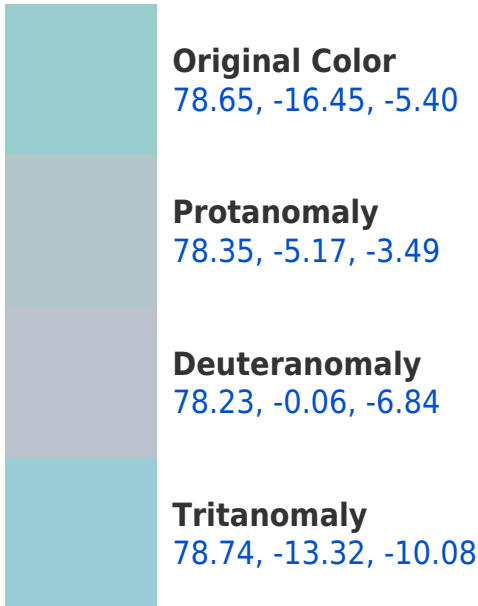 Original Color
78.65, -16.45, -5.40
Protanomaly
78.35, -5.17, -3.49
Deuteranomaly
78.23, -0.06, -6.84
Tritanomaly
78.74, -13.32, -10.08